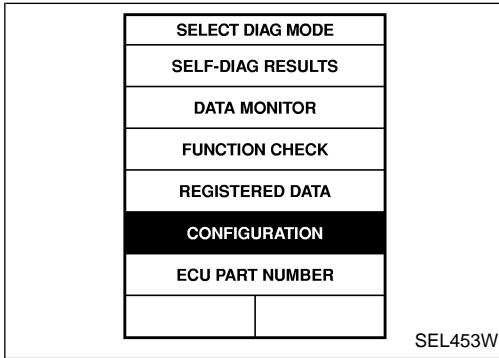 SELECT DIAG MODE
SELF-DIAG RESULTS
DATA MONITOR
FUNCTION CHECK
REGISTERED DATA
CONFIGURATION
ECU PART NUMBER
SEL453W